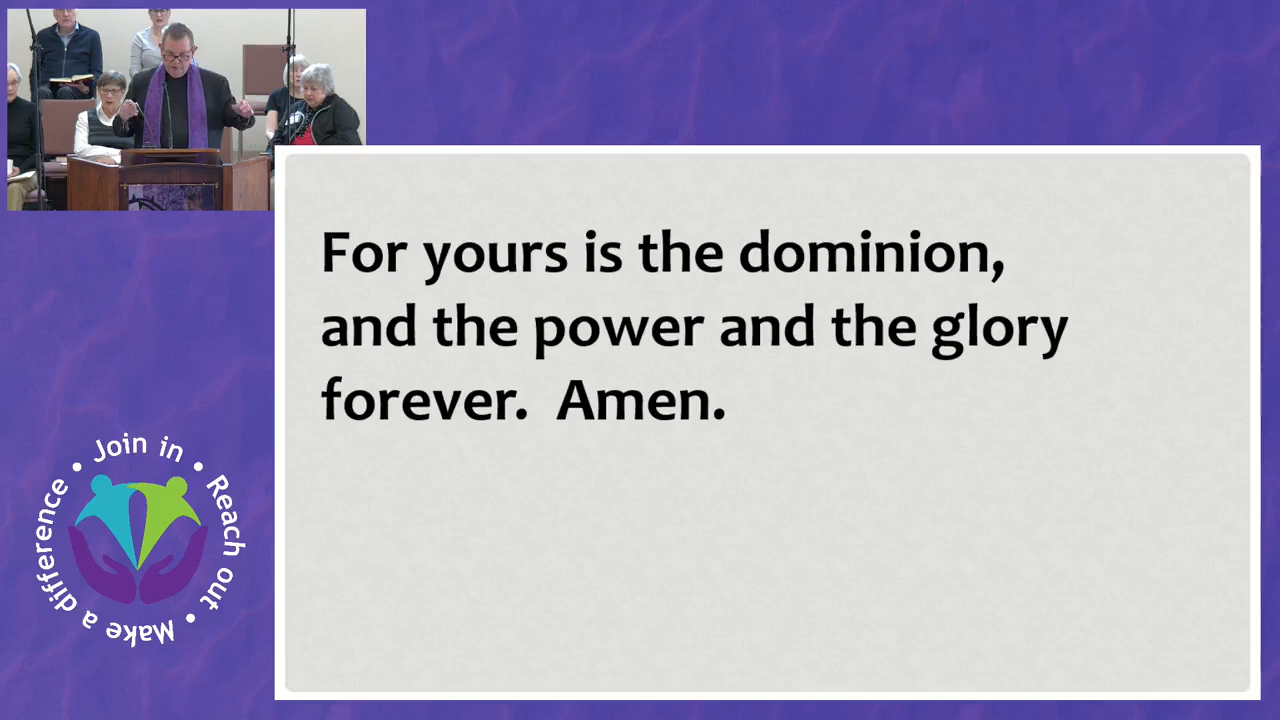 For yours is the dominion,
and the power and the glory
forever.  Amen.
Join in • Reach out • Make a difference •